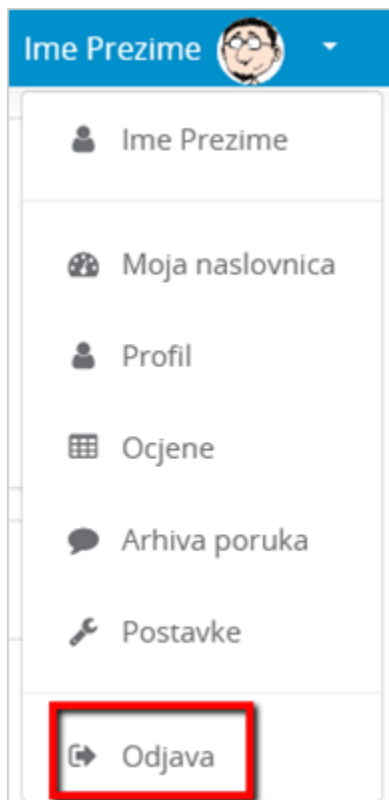 Ime Prezime
Ime Prezime
Moja naslovnica
Profil
Ocjene
Arhiva poruka
Postavke
Odjava